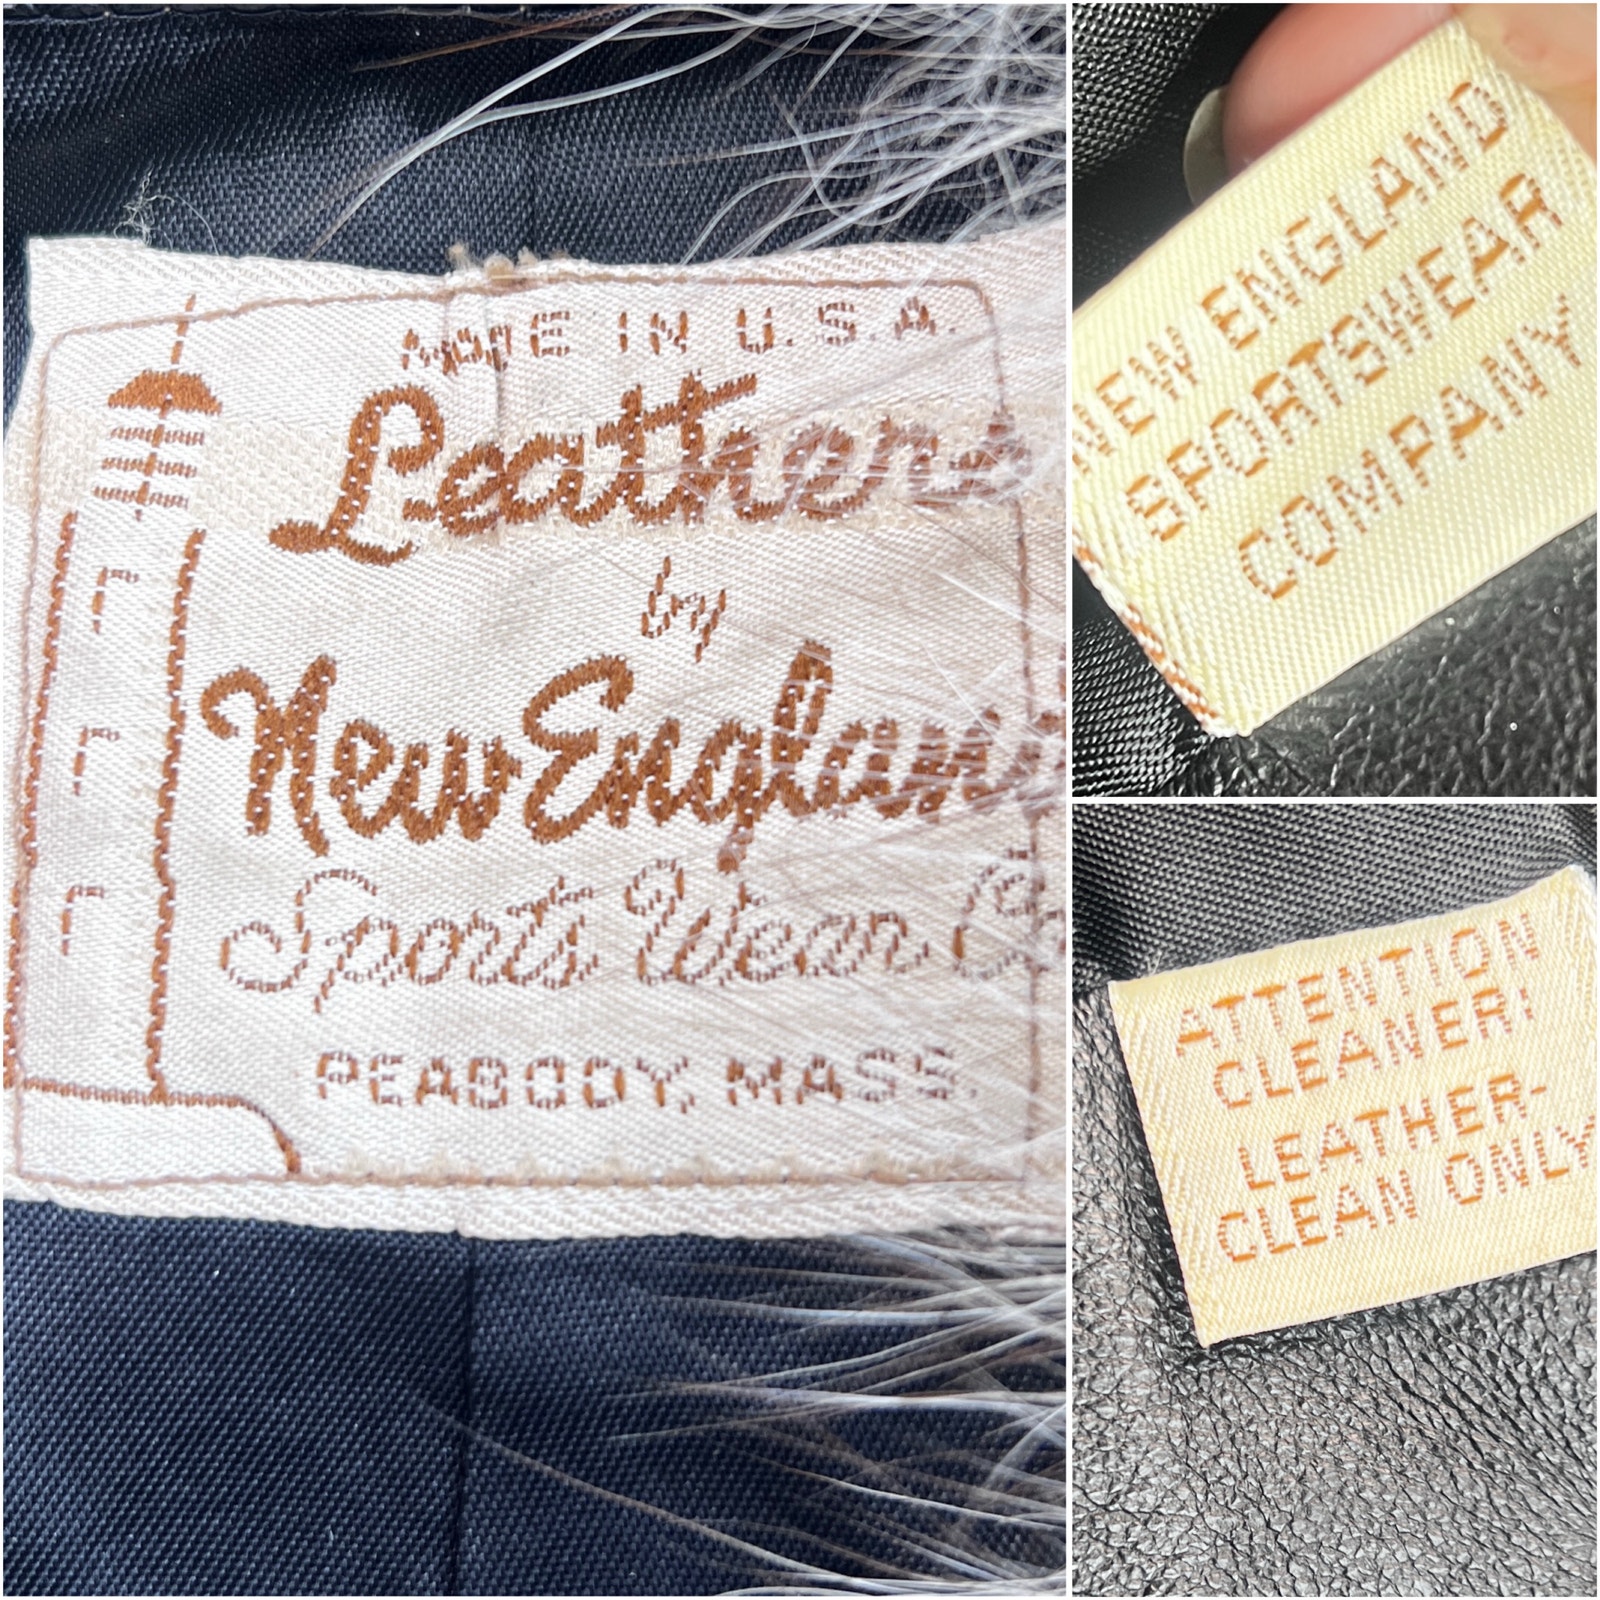 MADE IN U.S.A.
Leathers
by
New England
Sports Wear Co
PEABODY, MASS.
NEW ENGLAND
SPORTSWEAR
COMPANY
ATTENTION
CLEANER!
LEATHER-
CLEAN ONLY